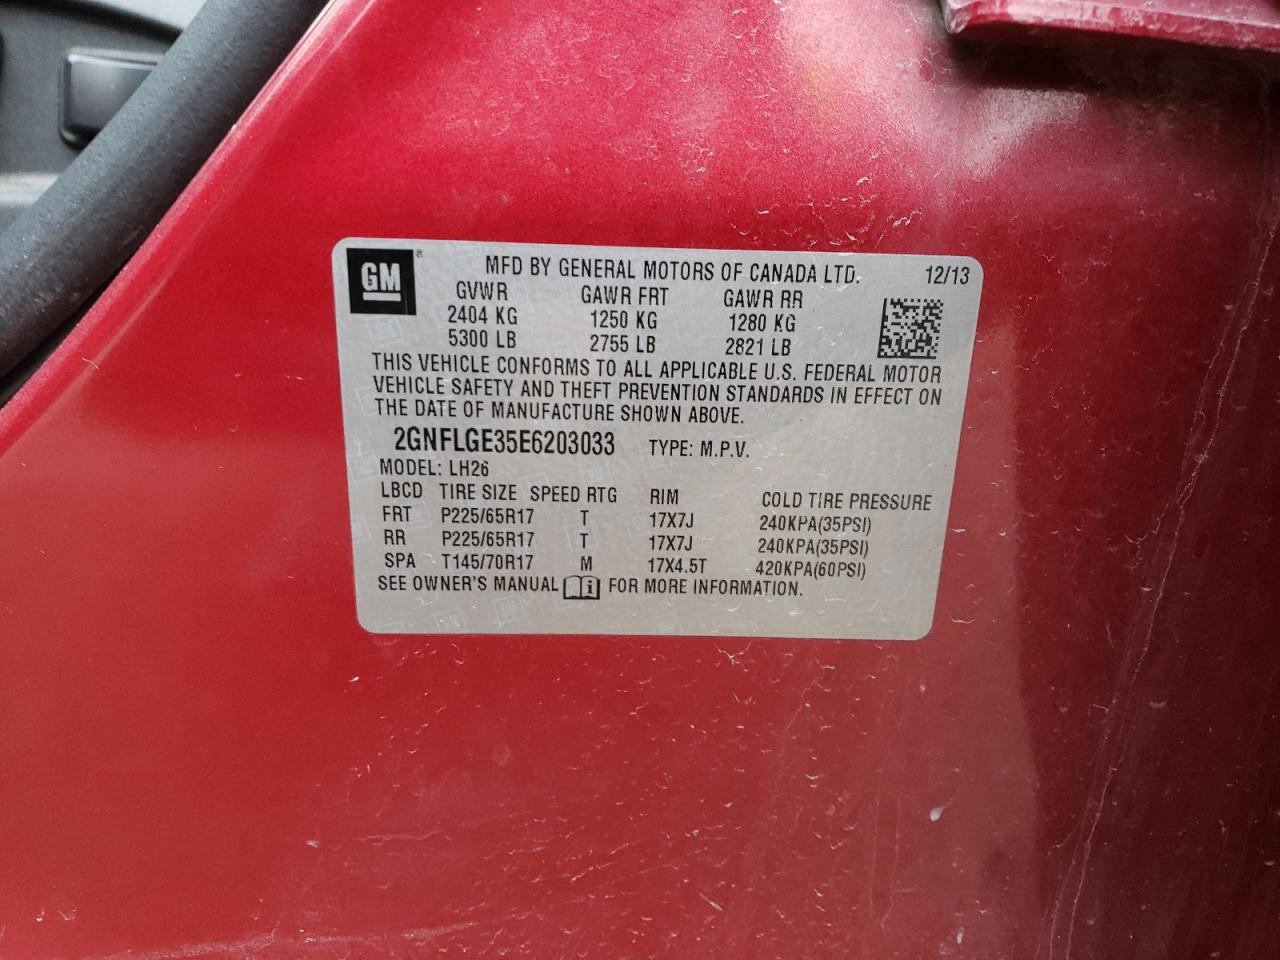 GM ® MFD BY GENERAL MOTORS OF CANADA LTD. 12/13
GVWR GAWR FRT GAWR RR
2404 KG 1250 KG 1280 KG
5300 LB 2755 LB 2821 LB
THIS VEHICLE CONFORMS TO ALL APPLICABLE U.S. FEDERAL MOTOR
VEHICLE SAFETY AND THEFT PREVENTION STANDARDS IN EFFECT ON
THE DATE OF MANUFACTURE SHOWN ABOVE.
2GNFLGE35E6203033 TYPE: M.P.V.
MODEL: LH26
LBCD TIRE SIZE SPEED RTG RIM COLD TIRE PRESSURE
FRT P225/65R17 T 17X7J 240KPA(35PSI)
RR P225/65R17 T 17X7J 240KPA(35PSI)
SPA T145/70R17 M 17X4.5T 420KPA(60PSI)
SEE OWNER'S MANUAL i FOR MORE INFORMATION.